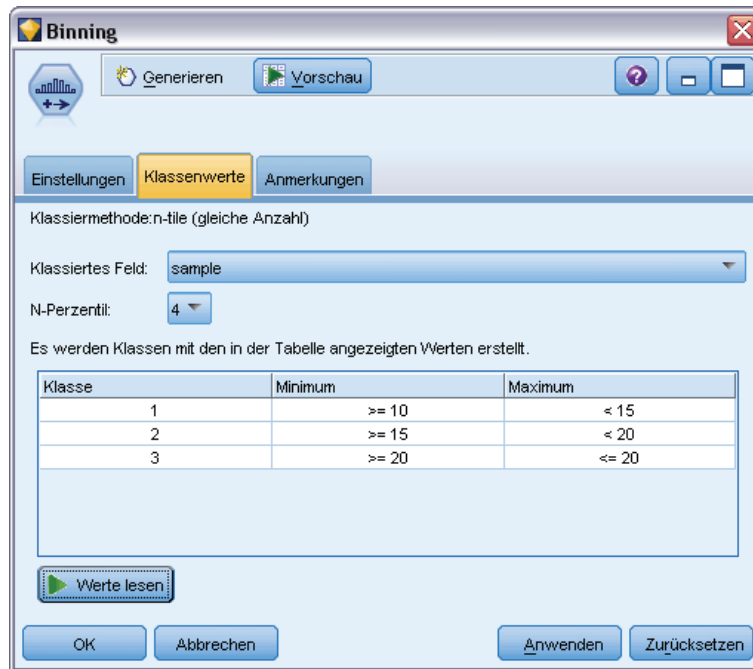 Binning
Generieren Vorschau
Einstellungen Klassenwerte Anmerkungen
Klassiermethode:n-tile (gleiche Anzahl)
Klassiertes Feld: sample
N-Perzentil: 4
Es werden Klassen mit den in der Tabelle angezeigten Werten erstellt.
Klasse Minimum Maximum
1 >= 10 < 15
2 >= 15 < 20
3 >= 20 <= 20
Werte lesen
OK Abbrechen Anwenden Zurücksetzen